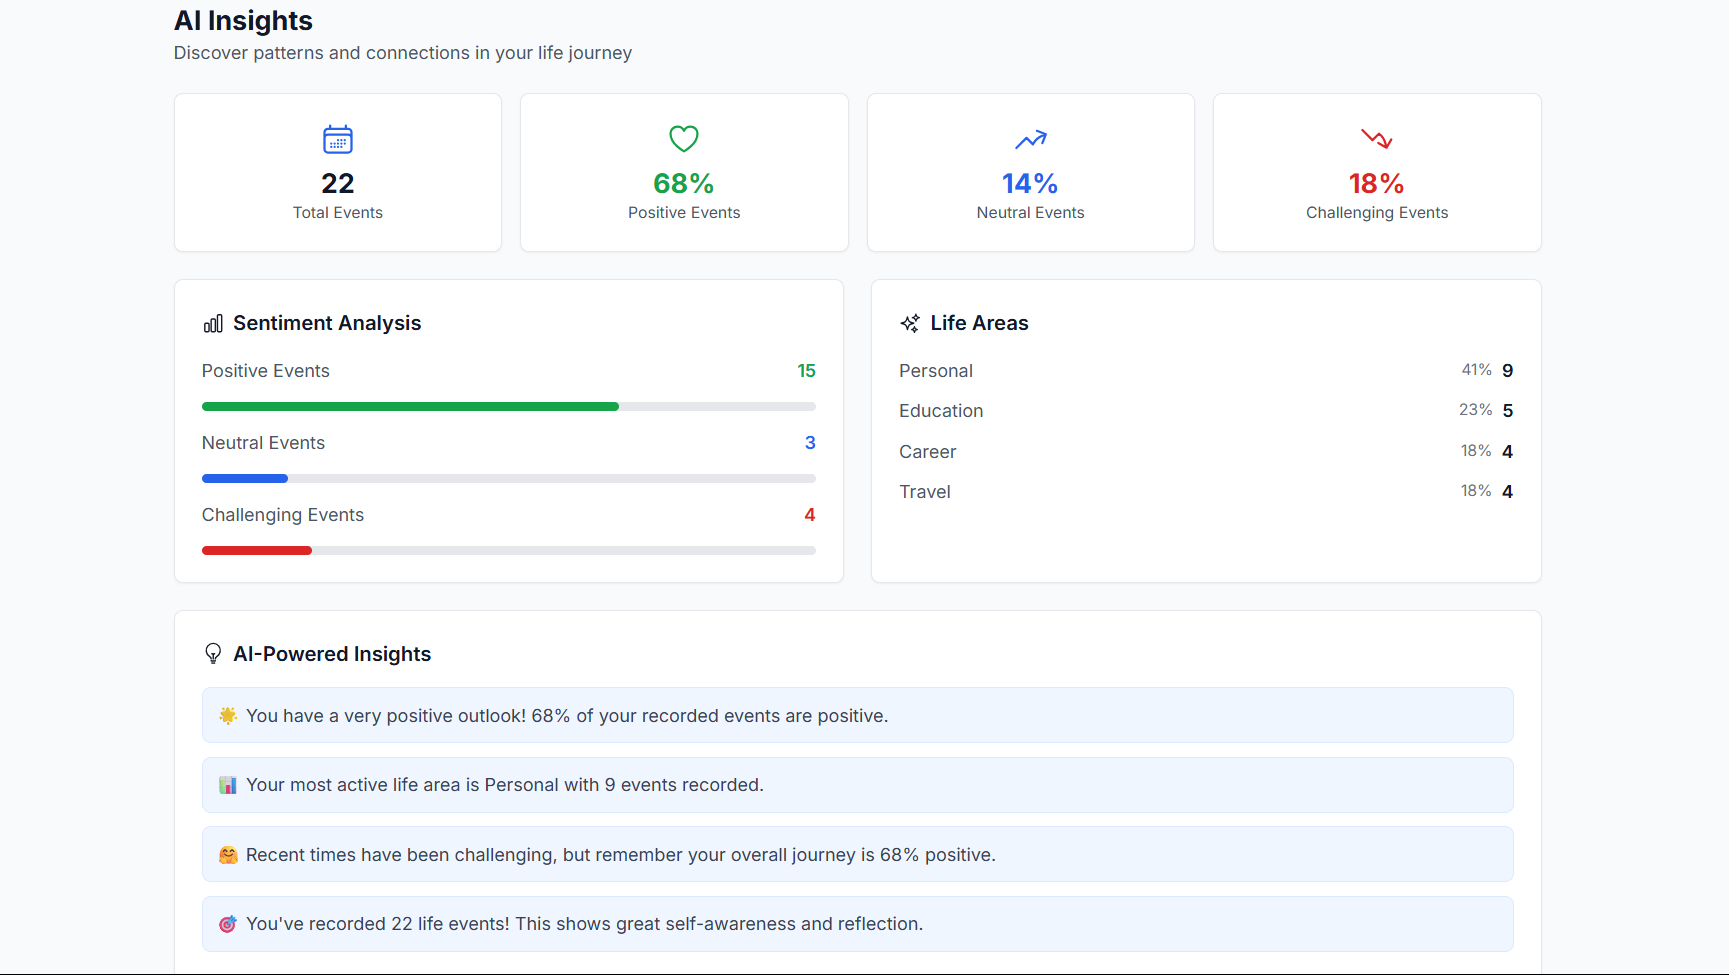 AI Insights
Discover patterns and connections in your life journey
22
Total Events
68%
Positive Events
14%
Neutral Events
18%
Challenging Events
Sentiment Analysis
Positive Events 15
Neutral Events 3
Challenging Events 4
Life Areas
Personal 41% 9
Education 23% 5
Career 18% 4
Travel 18% 4
AI-Powered Insights
🌟 You have a very positive outlook! 68% of your recorded events are positive.
📊 Your most active life area is Personal with 9 events recorded.
🤗 Recent times have been challenging, but remember your overall journey is 68% positive.
🎯 You've recorded 22 life events! This shows great self-awareness and reflection.